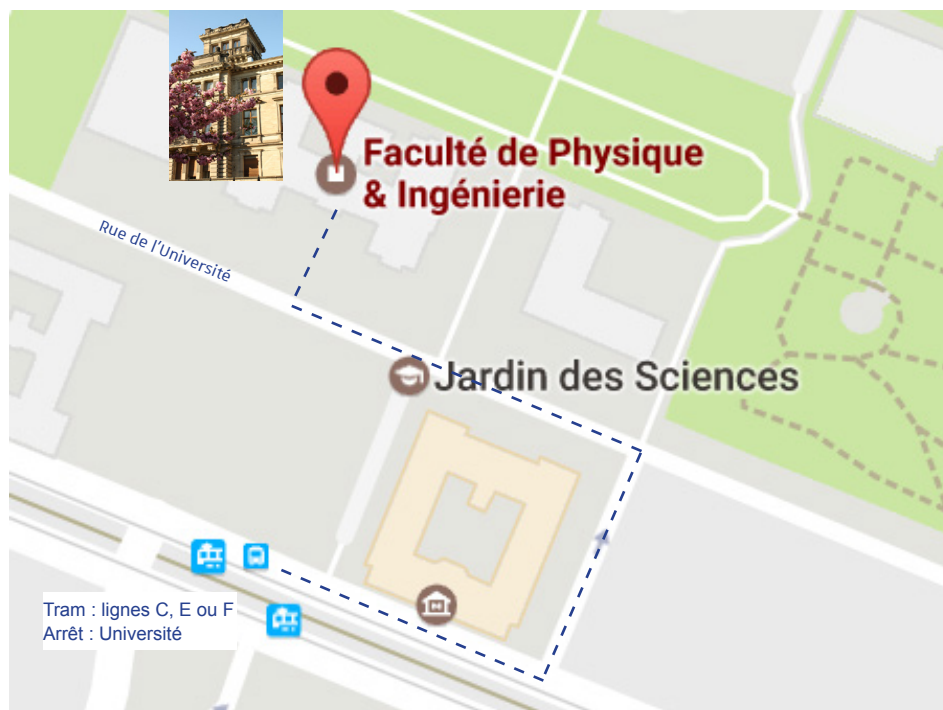 Faculté de Physique
& Ingénierie
Rue de l'Université
Jardin des Sciences
Tram : lignes C, E ou F
Arrêt : Université